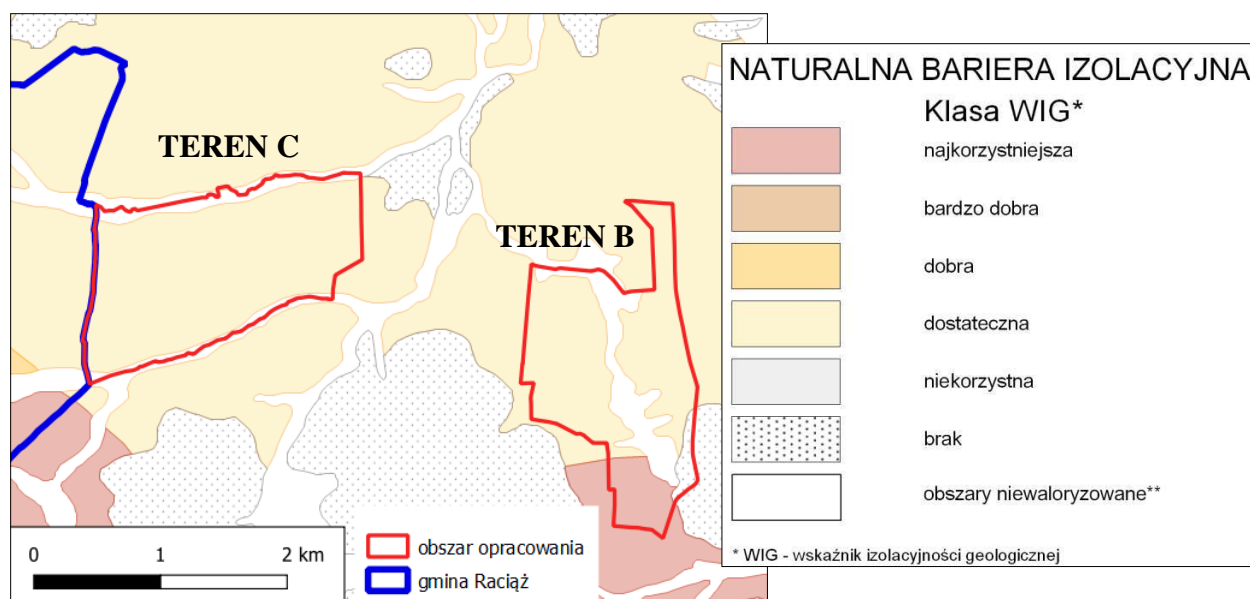 TEREN C
TEREN B
0 1 2 km
obszar opracowania
gmina Raciąż
NATURALNA BARIERA IZOLACYJNA
Klasa WIG*
najkorzystniejsza
bardzo dobra
dobra
dostateczna
niekorzystna
brak
obszary niewaloryzowane**
* WIG - wskaźnik izolacyjności geologicznej